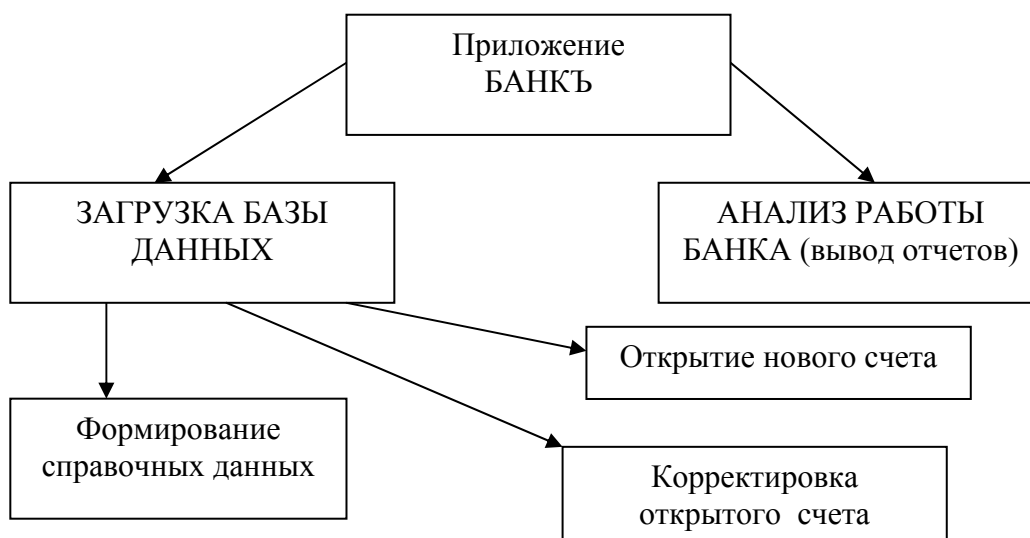 Приложение
БАНКЪ
ЗАГРУЗКА БАЗЫ
ДАННЫХ
АНАЛИЗ РАБОТЫ
БАНКА (вывод отчетов)
Открытие нового счета
Формирование
справочных данных
Корректировка
открытого счета